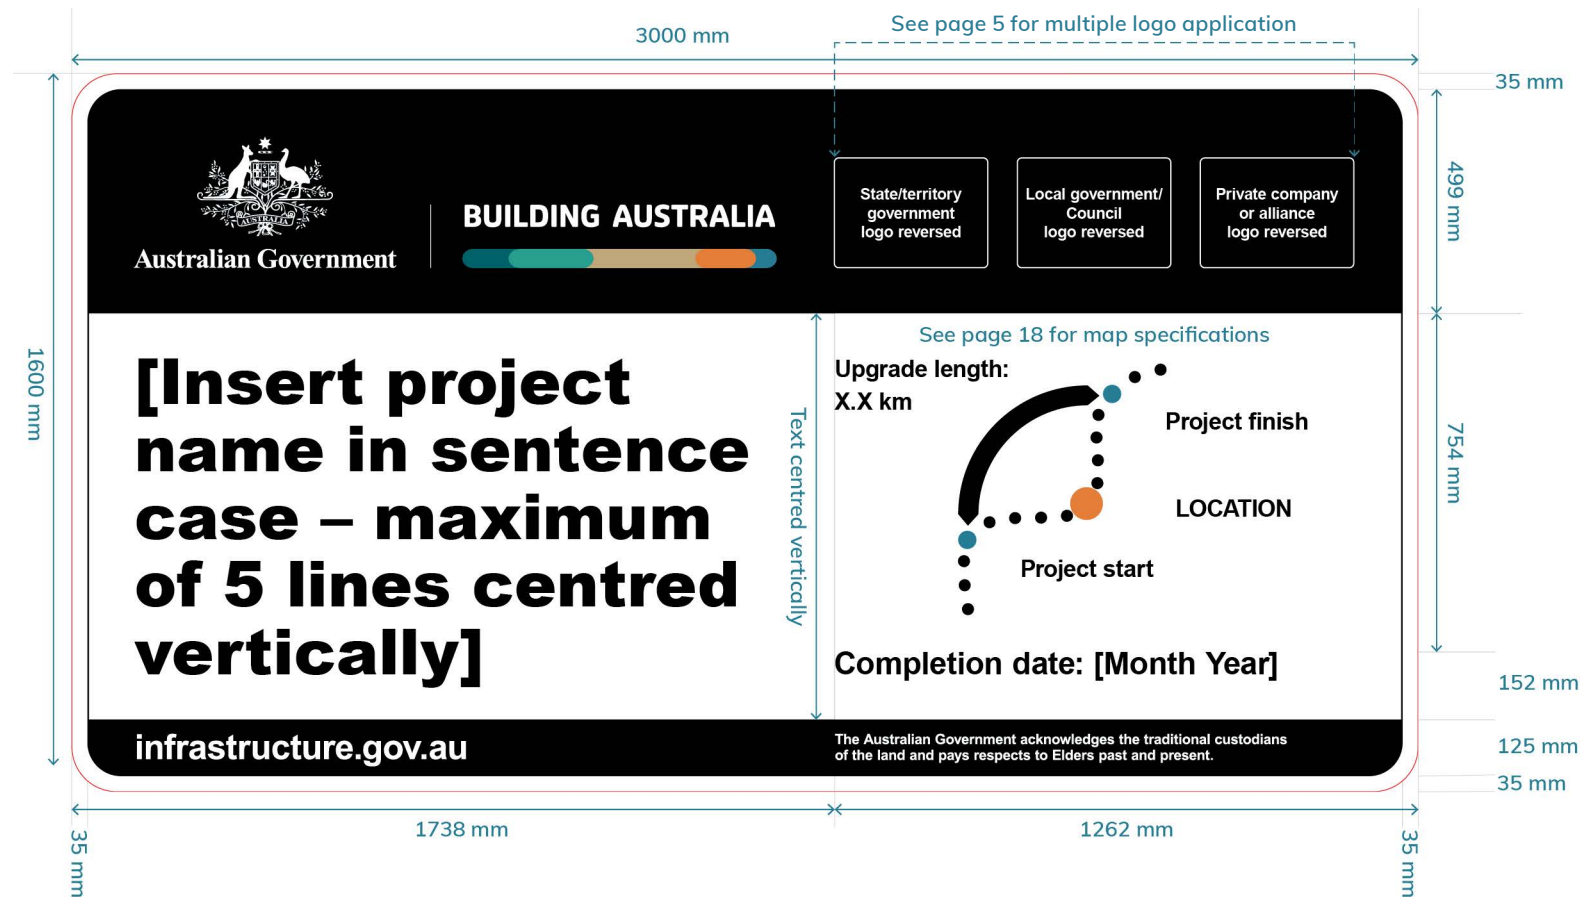 See page 5 for multiple logo application
3000 mm
35 mm
499 mm
State/territory
government
logo reversed
Local government/
Council
logo reversed
Private company
or alliance
logo reversed
AUSTRALIA
Australian Government
BUILDING AUSTRALIA
1600 mm
[Insert project
name in sentence
case – maximum
of 5 lines centred
vertically]
Text centred vertically
See page 18 for map specifications
Upgrade length:
X.X km
Project finish
LOCATION
Project start
Completion date: [Month Year]
754 mm
152 mm
infrastructure.gov.au
The Australian Government acknowledges the traditional custodians
of the land and pays respects to Elders past and present.
125 mm
35 mm
1738 mm
1262 mm
35 mm
35 mm